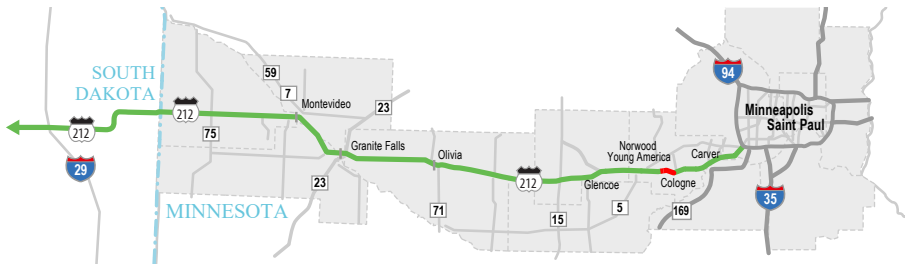 94
SOUTH
DAKOTA
59
7
Montevideo
23
212
212
75
Minneapolis
Saint Paul
Granite Falls
Norwood
Young America
Carver
29
Olivia
212
Glencoe
Cologne
23
35
MINNESOTA
71
15
5
169